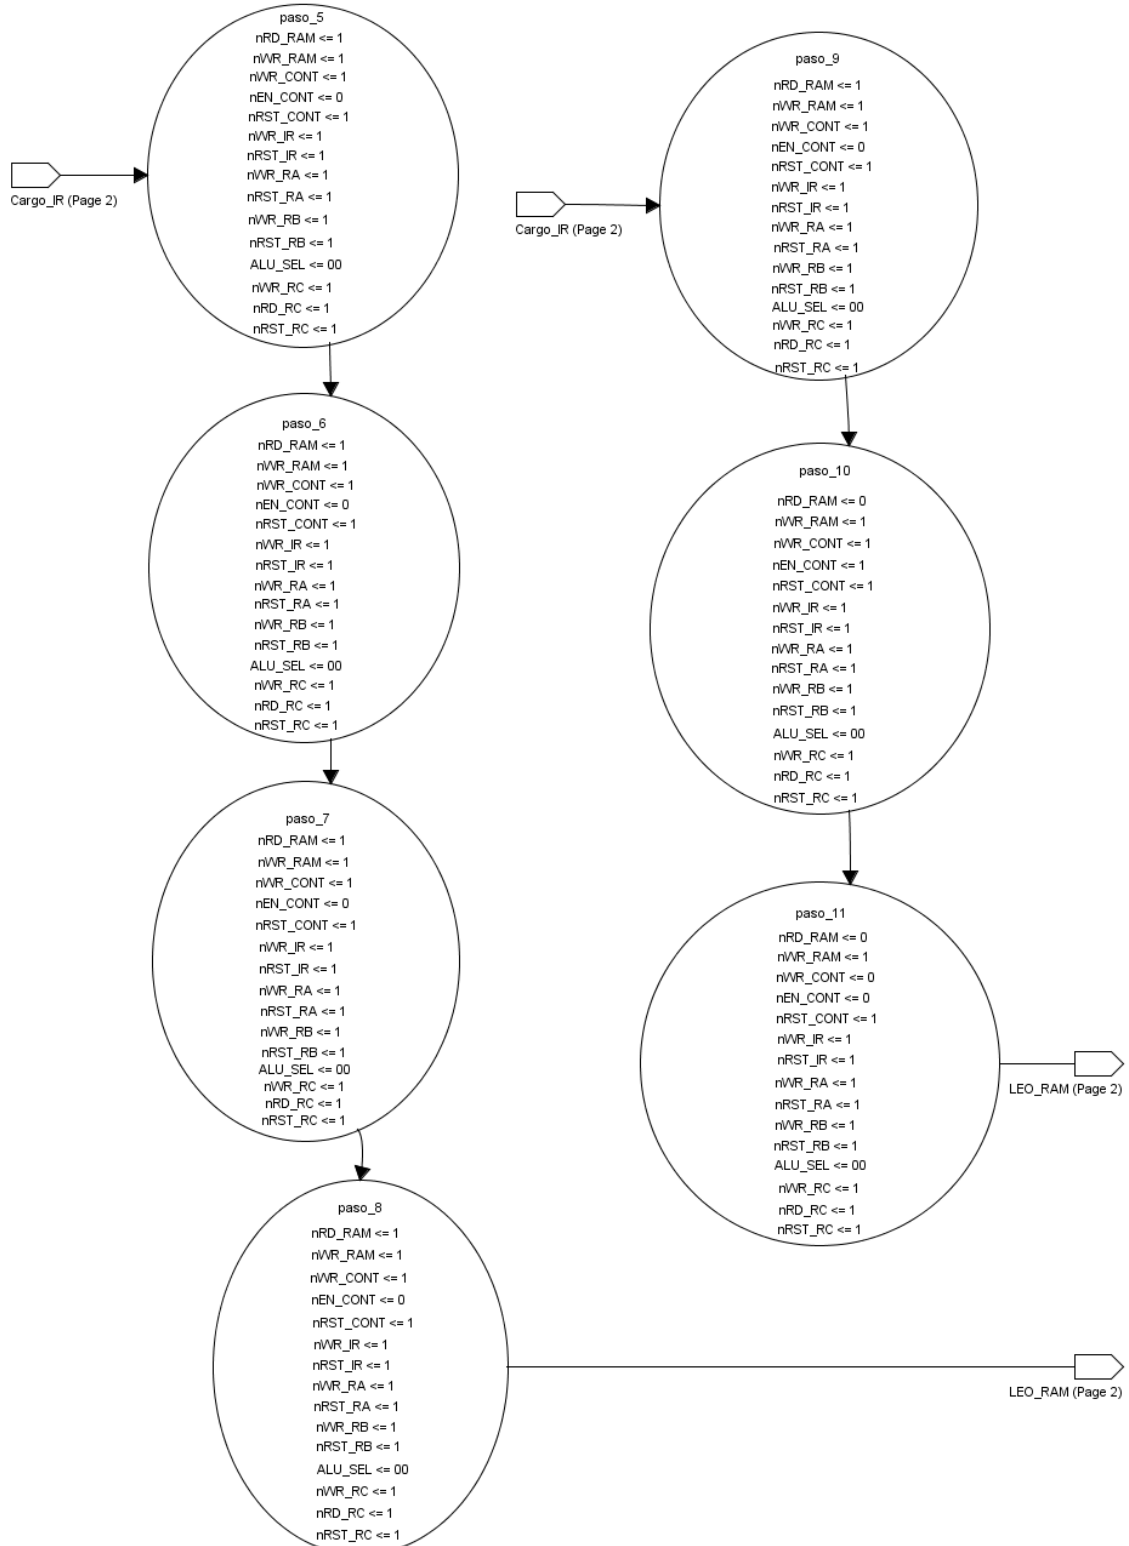 paso_5
nRD_RAM <= 1
nWR_RAM <= 1
nWR_CONT <= 1
nEN_CONT <= 0
nRST_CONT <= 1
nWR_IR <= 1
nRST_IR <= 1
nWR_RA <= 1
nRST_RA <= 1
nWR_RB <= 1
nRST_RB <= 1
ALU_SEL <= 00
nWR_RC <= 1
nRD_RC <= 1
nRST_RC <= 1
Cargo_IR (Page 2)
paso_6
nRD_RAM <= 1
nWR_RAM <= 1
nWR_CONT <= 1
nEN_CONT <= 0
nRST_CONT <= 1
nWR_IR <= 1
nRST_IR <= 1
nWR_RA <= 1
nRST_RA <= 1
nWR_RB <= 1
nRST_RB <= 1
ALU_SEL <= 00
nWR_RC <= 1
nRD_RC <= 1
nRST_RC <= 1
paso_7
nRD_RAM <= 1
nWR_RAM <= 1
nWR_CONT <= 1
nEN_CONT <= 0
nRST_CONT <= 1
nWR_IR <= 1
nRST_IR <= 1
nWR_RA <= 1
nRST_RA <= 1
nWR_RB <= 1
nRST_RB <= 1
ALU_SEL <= 00
nWR_RC <= 1
nRD_RC <= 1
nRST_RC <= 1
paso_8
nRD_RAM <= 1
nWR_RAM <= 1
nWR_CONT <= 1
nEN_CONT <= 0
nRST_CONT <= 1
nWR_IR <= 1
nRST_IR <= 1
nWR_RA <= 1
nRST_RA <= 1
nWR_RB <= 1
nRST_RB <= 1
ALU_SEL <= 00
nWR_RC <= 1
nRD_RC <= 1
nRST_RC <= 1
LEO_RAM (Page 2)
Cargo_IR (Page 2)
paso_9
nRD_RAM <= 1
nWR_RAM <= 1
nWR_CONT <= 1
nEN_CONT <= 0
nRST_CONT <= 1
nWR_IR <= 1
nRST_IR <= 1
nWR_RA <= 1
nRST_RA <= 1
nWR_RB <= 1
nRST_RB <= 1
ALU_SEL <= 00
nWR_RC <= 1
nRD_RC <= 1
nRST_RC <= 1
paso_10
nRD_RAM <= 0
nWR_RAM <= 1
nWR_CONT <= 1
nEN_CONT <= 1
nRST_CONT <= 1
nWR_IR <= 1
nRST_IR <= 1
nWR_RA <= 1
nRST_RA <= 1
nWR_RB <= 1
nRST_RB <= 1
ALU_SEL <= 00
nWR_RC <= 1
nRD_RC <= 1
nRST_RC <= 1
paso_11
nRD_RAM <= 0
nWR_RAM <= 1
nWR_CONT <= 0
nEN_CONT <= 0
nRST_CONT <= 1
nWR_IR <= 1
nRST_IR <= 1
nWR_RA <= 1
nRST_RA <= 1
nWR_RB <= 1
nRST_RB <= 1
ALU_SEL <= 00
nWR_RC <= 1
nRD_RC <= 1
nRST_RC <= 1
LEO_RAM (Page 2)